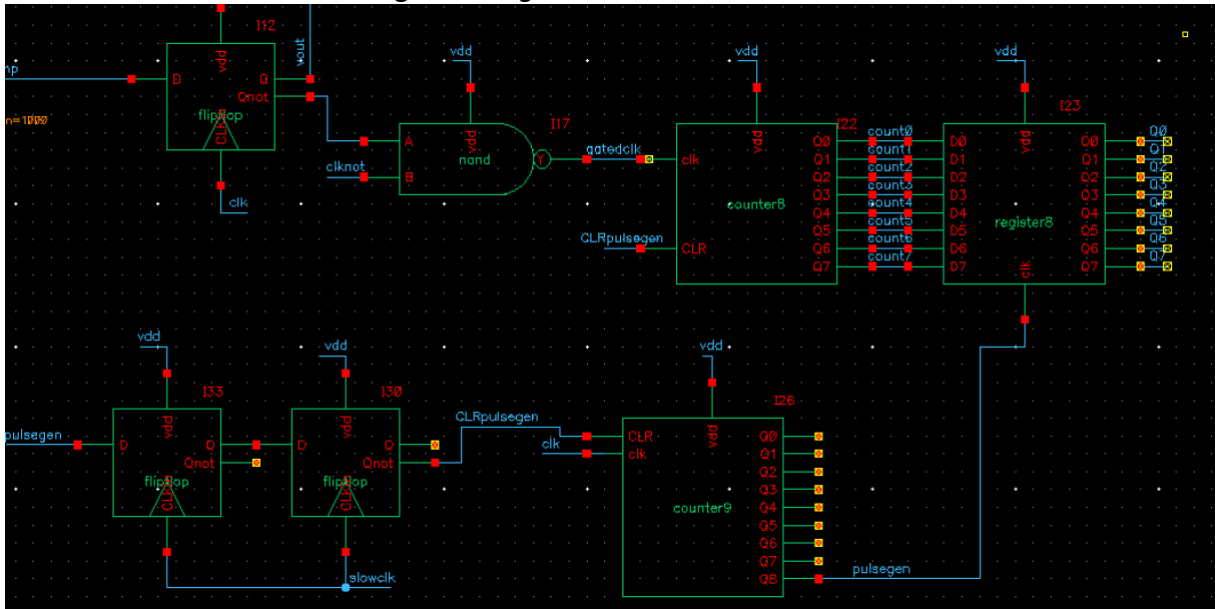 I12
vout
vdd
vdd
vdd
vdd
np
D
Q
Qnot
flipflop
CLK
clk
n=1000
I17
vdd
A
B
nand
Y
clknot
gatedclk
I22
vdd
clk
CLR
counter8
CLRpulsegen
Q0
Q1
Q2
Q3
Q4
Q5
Q6
Q7
count0
count1
count2
count3
count4
count5
count6
count7
I23
vdd
D0
D1
D2
D3
D4
D5
D6
D7
register8
clk
Q0
Q1
Q2
Q3
Q4
Q5
Q6
Q7
Q0
Q1
Q2
Q3
Q4
Q5
Q6
Q7
vdd
vdd
vdd
I33
pulsegen
D
vdd
Q
Qnot
flipflop
CLK
I30
D
vdd
Q
Qnot
flipflop
CLK
slowclk
CLRpulsegen
clk
I26
CLR
clk
vdd
counter9
Q0
Q1
Q2
Q3
Q4
Q5
Q6
Q7
Q8
pulsegen